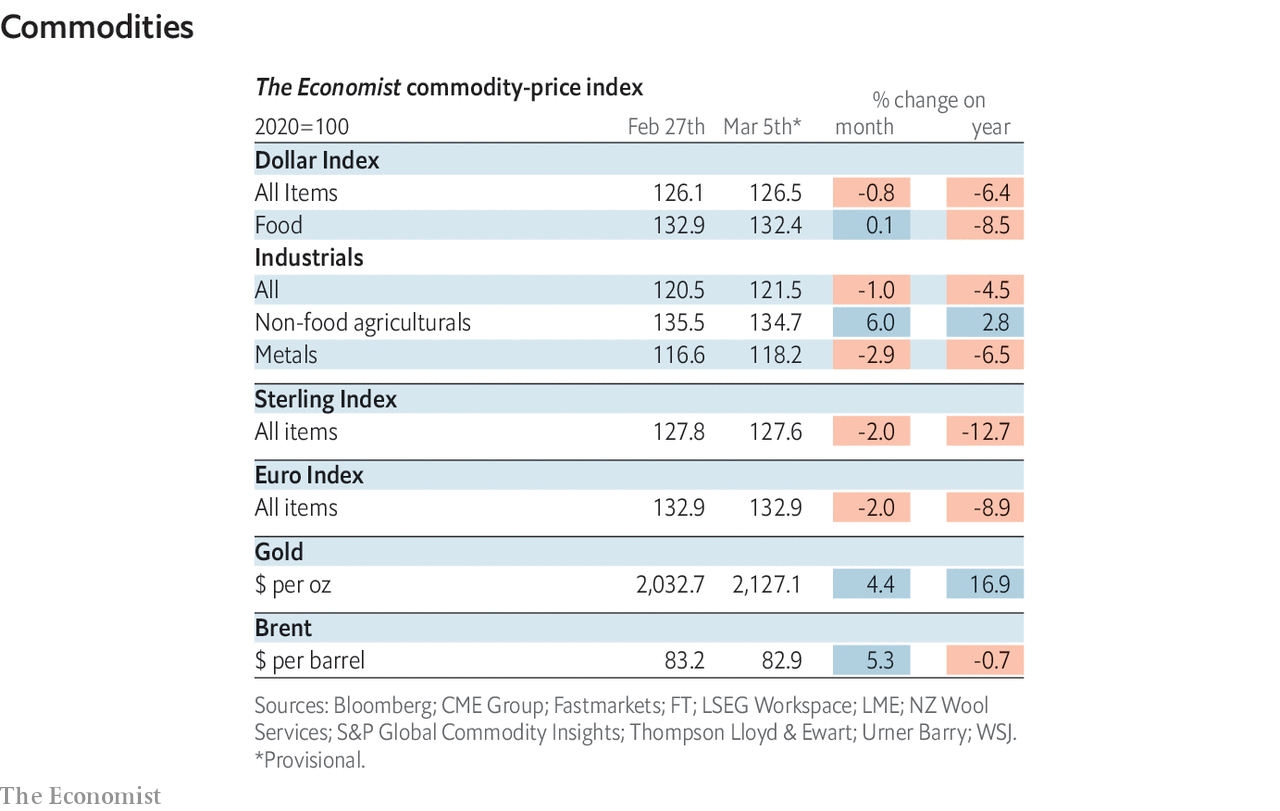 Commodities
The Economist commodity-price index
% change on
2020=100 Feb 27th Mar 5th* month year
Dollar Index
All Items 126.1 126.5 -0.8 -6.4
Food 132.9 132.4 0.1 -8.5
Industrials
All 120.5 121.5 -1.0 -4.5
Non-food agriculturals 135.5 134.7 6.0 2.8
Metals 116.6 118.2 -2.9 -6.5
Sterling Index
All items 127.8 127.6 -2.0 -12.7
Euro Index
All items 132.9 132.9 -2.0 -8.9
Gold
$ per oz 2,032.7 2,127.1 4.4 16.9
Brent
$ per barrel 83.2 82.9 5.3 -0.7
Sources: Bloomberg; CME Group; Fastmarkets; FT; LSEG Workspace; LME; NZ Wool
Services; S&P Global Commodity Insights; Thompson Lloyd & Ewart; Urner Barry; WSJ.
*Provisional.
The Economist